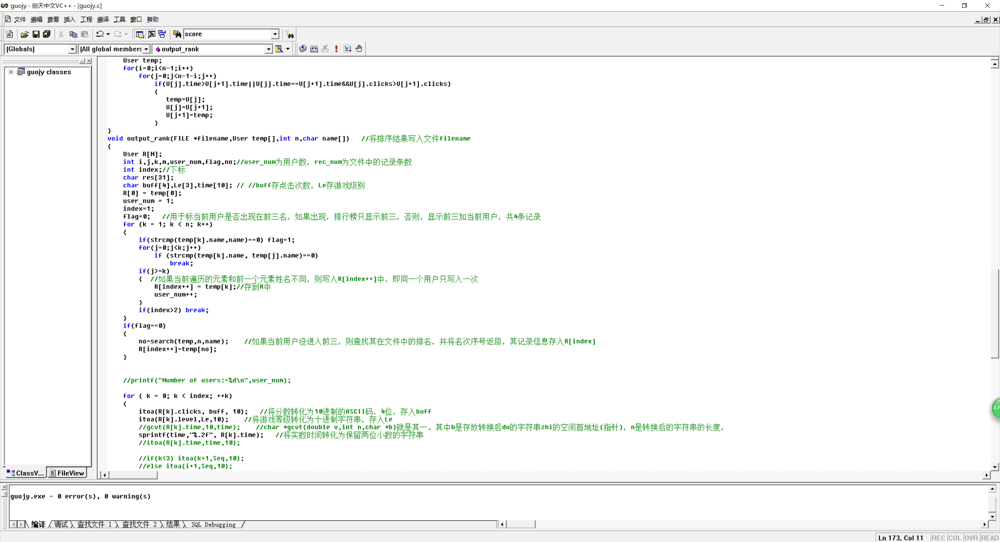 guojy - 创天中文VC++ - [guojy.c]
文件 编辑 查看 插入 工程 编译 工具 窗口 帮助
score
(Globals) (All global members output_rank
guojy classes
User temp;
for(i=0;i<n-1;i++)
for(j=0;j<n-1-i;j++)
if(U[j].time>U[j+1].time||U[j].time==U[j+1].time&&U[j].clicks>U[j+1].clicks)
{
temp=U[j];
U[j]=U[j+1];
U[j+1]=temp;
}
}
void output_rank(FILE *filename,User temp[],int n,char name[]) //将排序结果写入文件filename
{
User R[N];
int i,j,k,m,user_num,flag,no;//user_num为用户数，rec_num为文件中的记录条数
int index;//下标
char res[31];
char buff[4],Le[3],time[10]; // //buff存点击次数，Le存游戏级别
R[0] = temp[0];
user_num = 1;
index=1;
flag=0; //用于标当前用户是否出现在前三名，如果出现，排行榜只显示前三，否则，显示前三加当前用户，共4条记录
for (k = 1; k < n; k++)
{
if(strcmp(temp[k].name,name)==0) flag=1;
for(j=0;j<k;j++)
if (strcmp(temp[k].name, temp[j].name)==0)
break;
if(j>=k)
{ //如果当前遍历的元素和前一个元素姓名不同，则写入R[index++]中，即同一个用户只写入一次
R[index++] = temp[k];//存到R中
user_num++;
}
if(index>2) break;
}
if(flag==0)
{
no=search(temp,n,name); //如果当前用户没进入前三，则查找其在文件中的排名，并将名次序号返回，其记录信息存入R[index]
R[index++]=temp[no];
}
//printf("Number of users:=%d\n",user_num);
for ( k = 0; k < index; ++k)
{
itoa(R[k].clicks, buff, 10); //将分数转化为10进制的ASCII码，4位，存入buff
itoa(R[k].level,Le,10); //将游戏等级转化为十进制字符串，存入Le
//gcvt(R[k].time,10,time); //char *gcvt(double v,int n,char *b)就是其一。其中b是存放转换后du的字符串zhi的空间首地址(指针)，n是转换后的字符串的长度，
sprintf(time,"%.2f", R[k].time); //将实数时间转化为保留两位小数的字符串
//itoa(R[k].time,time,10);
//if(k<3) itoa(k+1,Seq,10);
//else itoa(i+1,Seq,10);
17
ClassV... FileView
guojy.exe - 0 error(s), 0 warning(s)
编译 调试 查找文件 1 查找文件 2 结果 SQL Debugging
Ln 173, Col 11 REC COL OVR READ